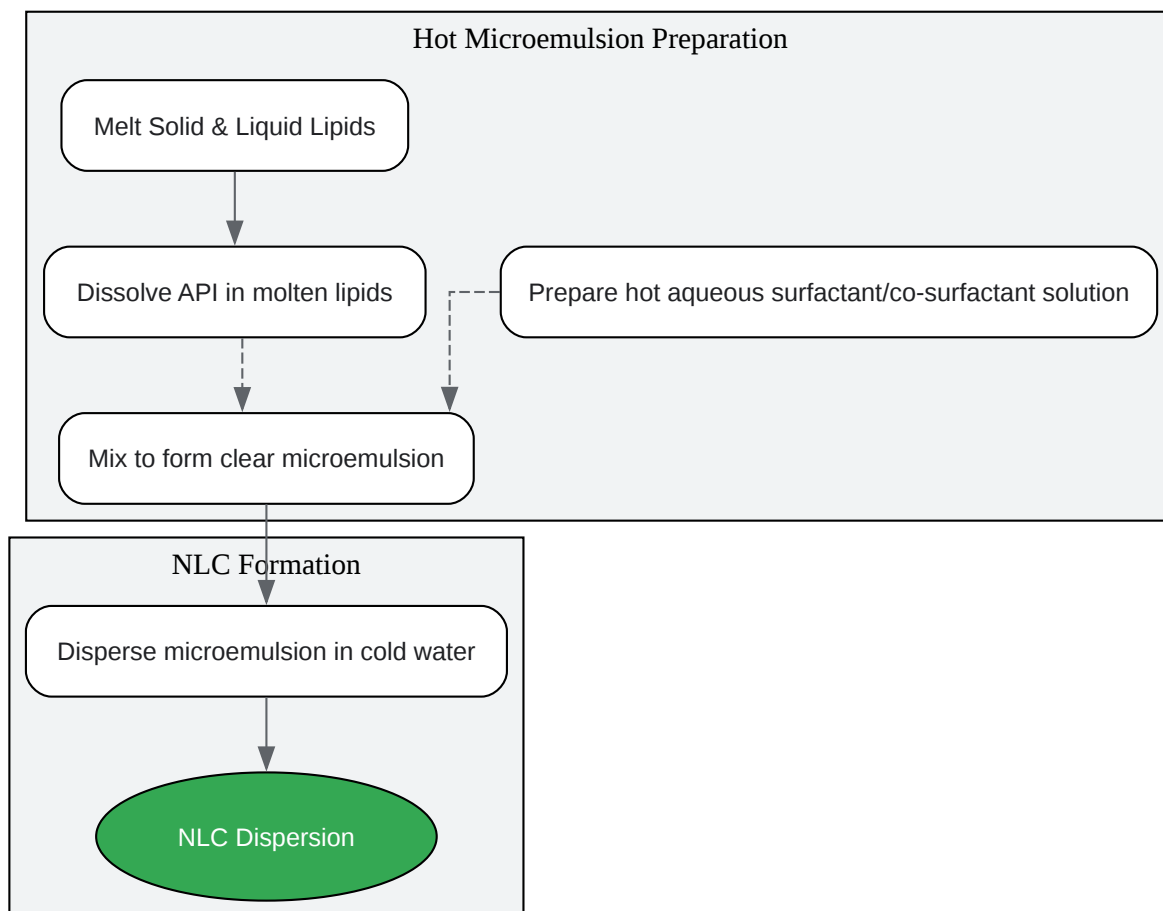 Hot Microemulsion Preparation
Melt Solid & Liquid Lipids
Dissolve API in molten lipids
Prepare hot aqueous surfactant/co-surfactant solution
Mix to form clear microemulsion
NLC Formation
Disperse microemulsion in cold water
NLC Dispersion